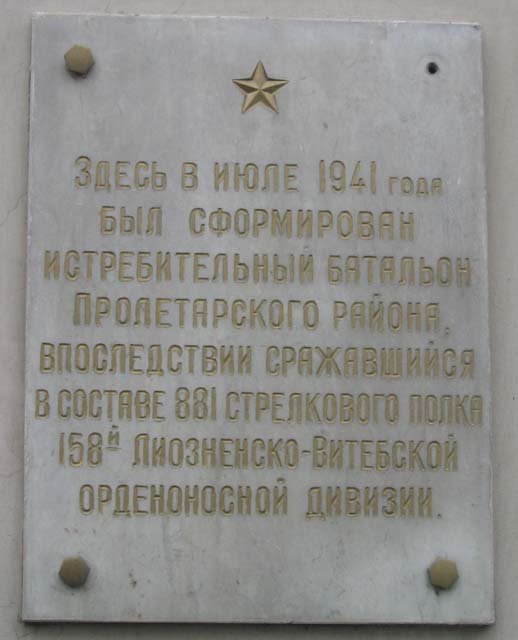 Здесь в июле 1941 года
был сформирован
истребительный батальон
Пролетарского района,
впоследствии сражавшийся
в составе 881 стрелкового полка
158й Лиозненско-Витебской
орденоносной дивизии.